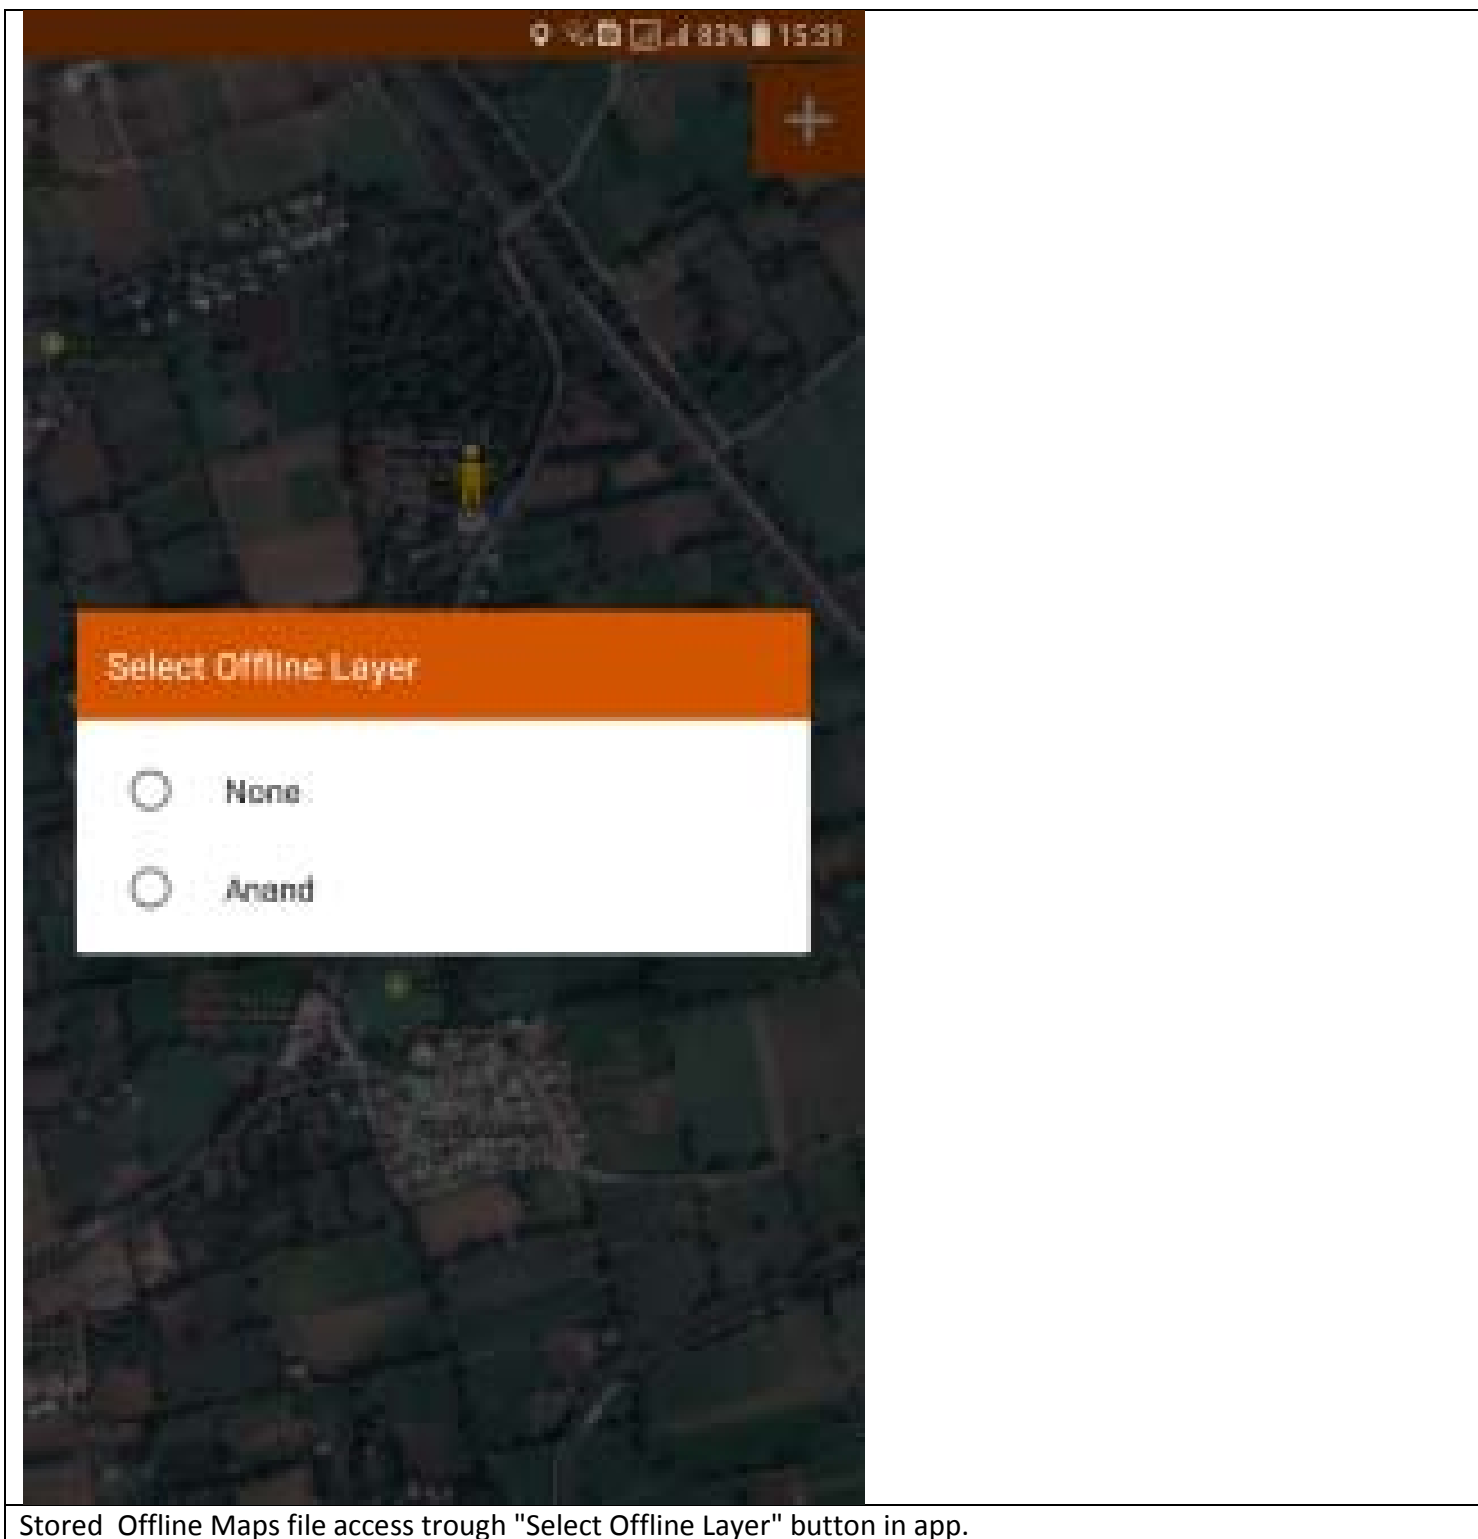 83% 15:31
+
Select Offline Layer
None
Anand
Stored  Offline Maps file access trough "Select Offline Layer" button in app.